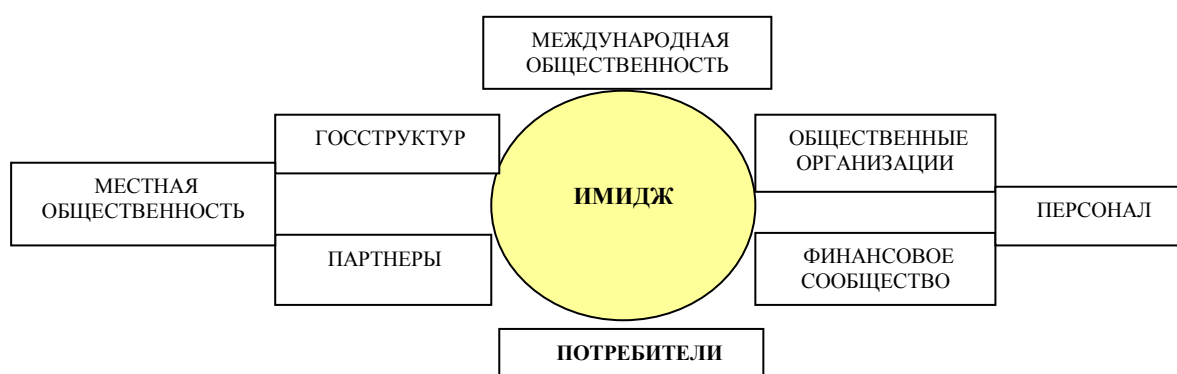 МЕЖДУНАРОДНАЯ
ОБЩЕСТВЕННОСТЬ
ГОССТРУКТУР
ОБЩЕСТВЕННЫЕ
ОРГАНИЗАЦИИ
МЕСТНАЯ
ОБЩЕСТВЕННОСТЬ
ИМИДЖ
ПЕРСОНАЛ
ПАРТНЕРЫ
ФИНАНСОВОЕ
СООБЩЕСТВО
ПОТРЕБИТЕЛИ